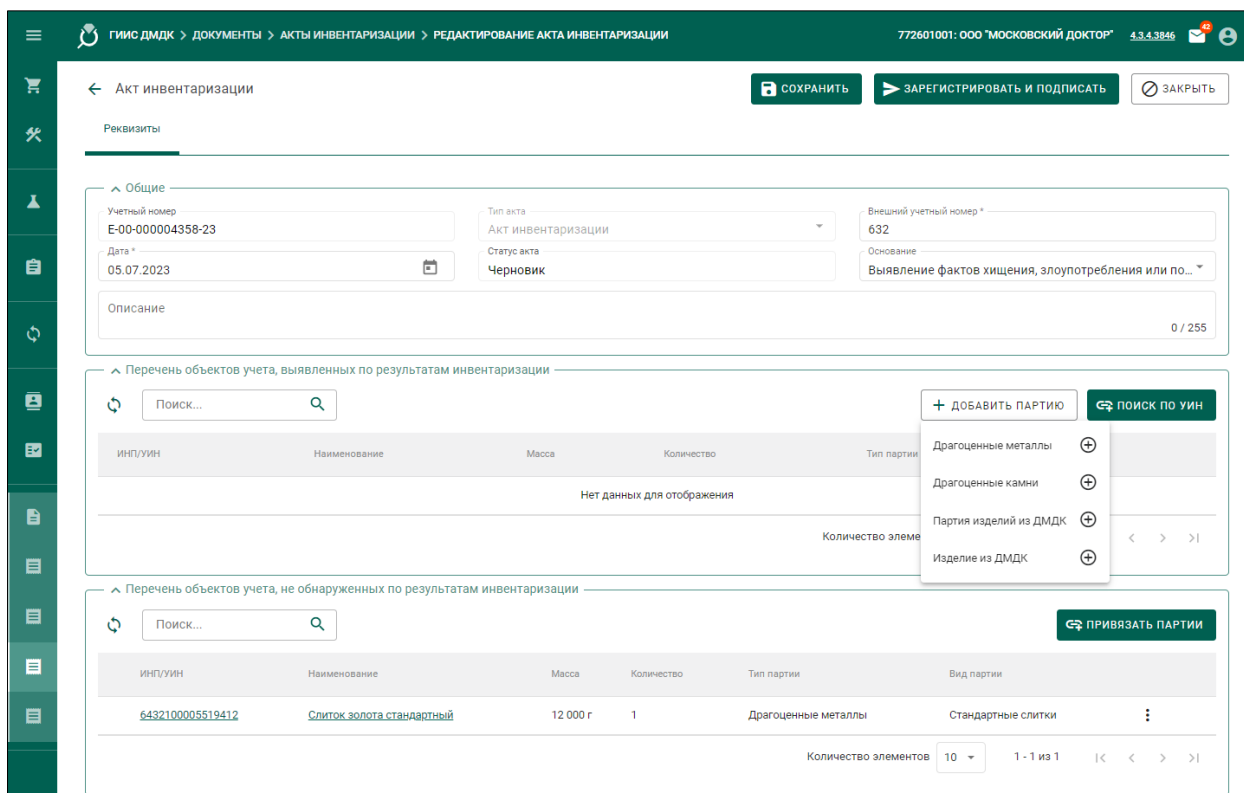 ГИИС ДМДК > ДОКУМЕНТЫ > АКТЫ ИНВЕНТАРИЗАЦИИ > РЕДАКТИРОВАНИЕ АКТА ИНВЕНТАРИЗАЦИИ 772601001: ООО "МОСКОВСКИЙ ДОКТОР" 4.3.4.3846 42
Акт инвентаризации СОХРАНИТЬ ЗАРЕГИСТРИРОВАТЬ И ПОДПИСАТЬ ЗАКРЫТЬ
Реквизиты
Общие
Учетный номер Тип акта Внешний учетный номер *
E-00-000004358-23 Акт инвентаризации 632
Дата * Статус акта Основание
05.07.2023 Черновик Выявление фактов хищения, злоупотребления или по...
Описание
0 / 255
Перечень объектов учета, выявленных по результатам инвентаризации
Поиск... + ДОБАВИТЬ ПАРТИЮ ПОИСК ПО УИН
ИНП/УИН Наименование Масса Количество Тип партии
Драгоценные металлы
Драгоценные камни
Нет данных для отображения
Партия изделий из ДМДК
Количество элеме
Изделие из ДМДК
Перечень объектов учета, не обнаруженных по результатам инвентаризации
Поиск... ПРИВЯЗАТЬ ПАРТИИ
ИНП/УИН Наименование Масса Количество Тип партии Вид партии
6432100005519412 Слиток золота стандартный 12 000 г 1 Драгоценные металлы Стандартные слитки
Количество элементов 10 1 - 1 из 1